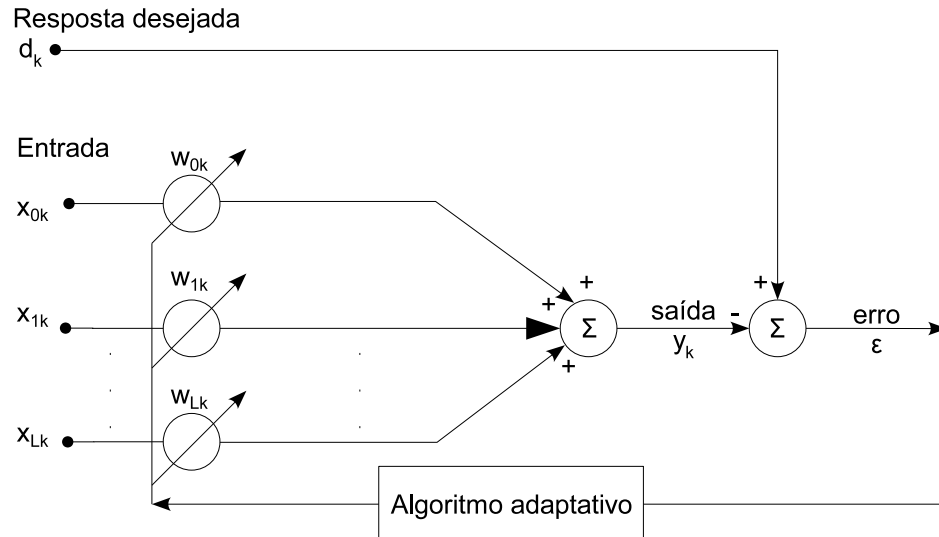 Resposta desejada
dₖ
Entrada
w₀ₖ
x₀ₖ
w₁ₖ
x₁ₖ
wLₖ
xLₖ
+
+
+
Σ
saída
yₖ
-
+
Σ
erro
ε
Algoritmo adaptativo